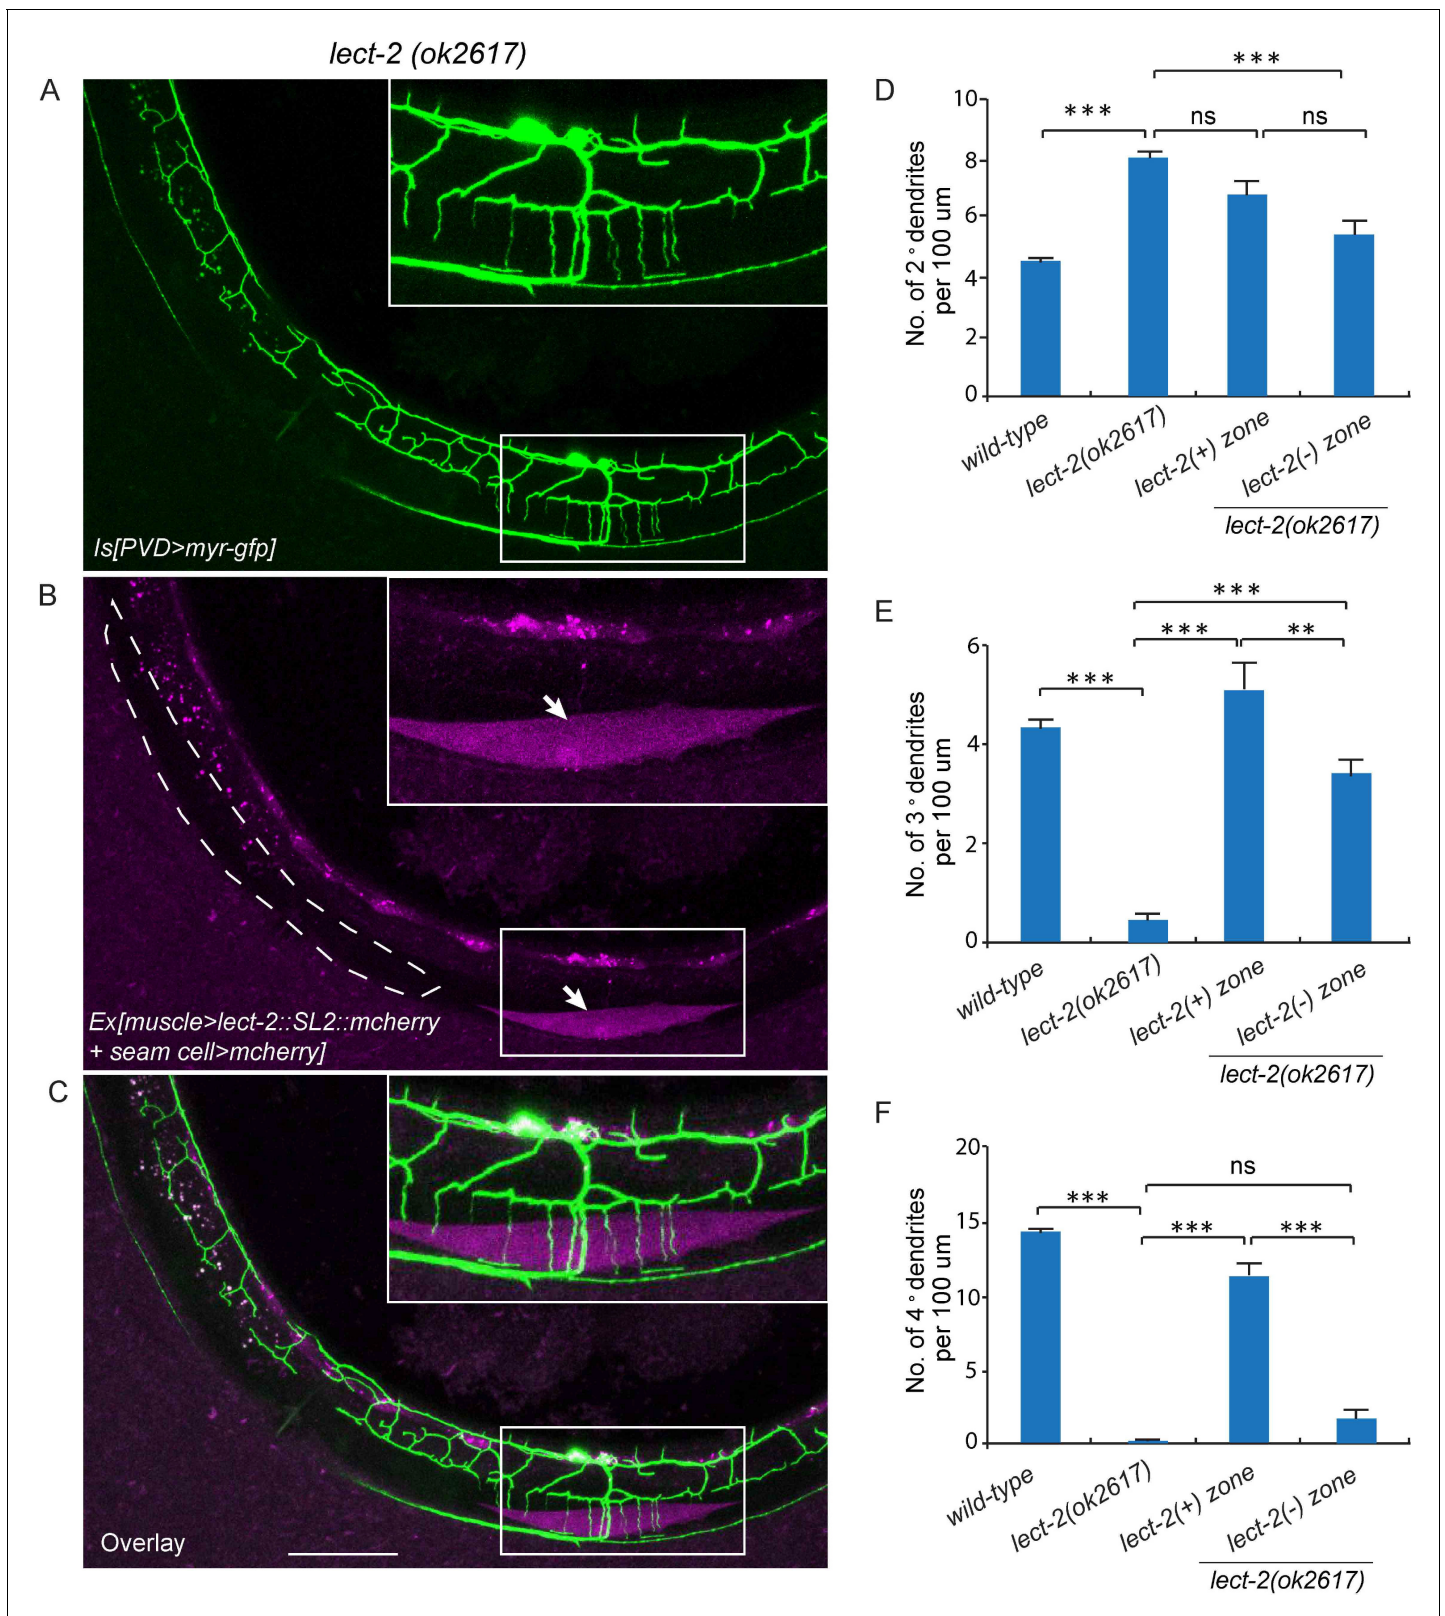 lect-2 (ok2617)
A
Is[PVD>myr-gfp]
B
Ex[muscle>lect-2::SL2::mcherry
+ seam cell>mcherry]
C
Overlay
D
***
***
ns
ns
No. of 2° dendrites
per 100 um
10
8
6
4
2
0
wild-type
lect-2(ok2617)
lect-2(+) zone
lect-2(-) zone
lect-2(ok2617)
E
***
***
**
***
No. of 3° dendrites
per 100 um
6
4
2
0
wild-type
lect-2(ok2617)
lect-2(+) zone
lect-2(-) zone
lect-2(ok2617)
F
ns
***
***
***
No. of 4° dendrites
per 100 um
20
15
10
5
0
wild-type
lect-2(ok2617)
lect-2(+) zone
lect-2(-) zone
lect-2(ok2617)